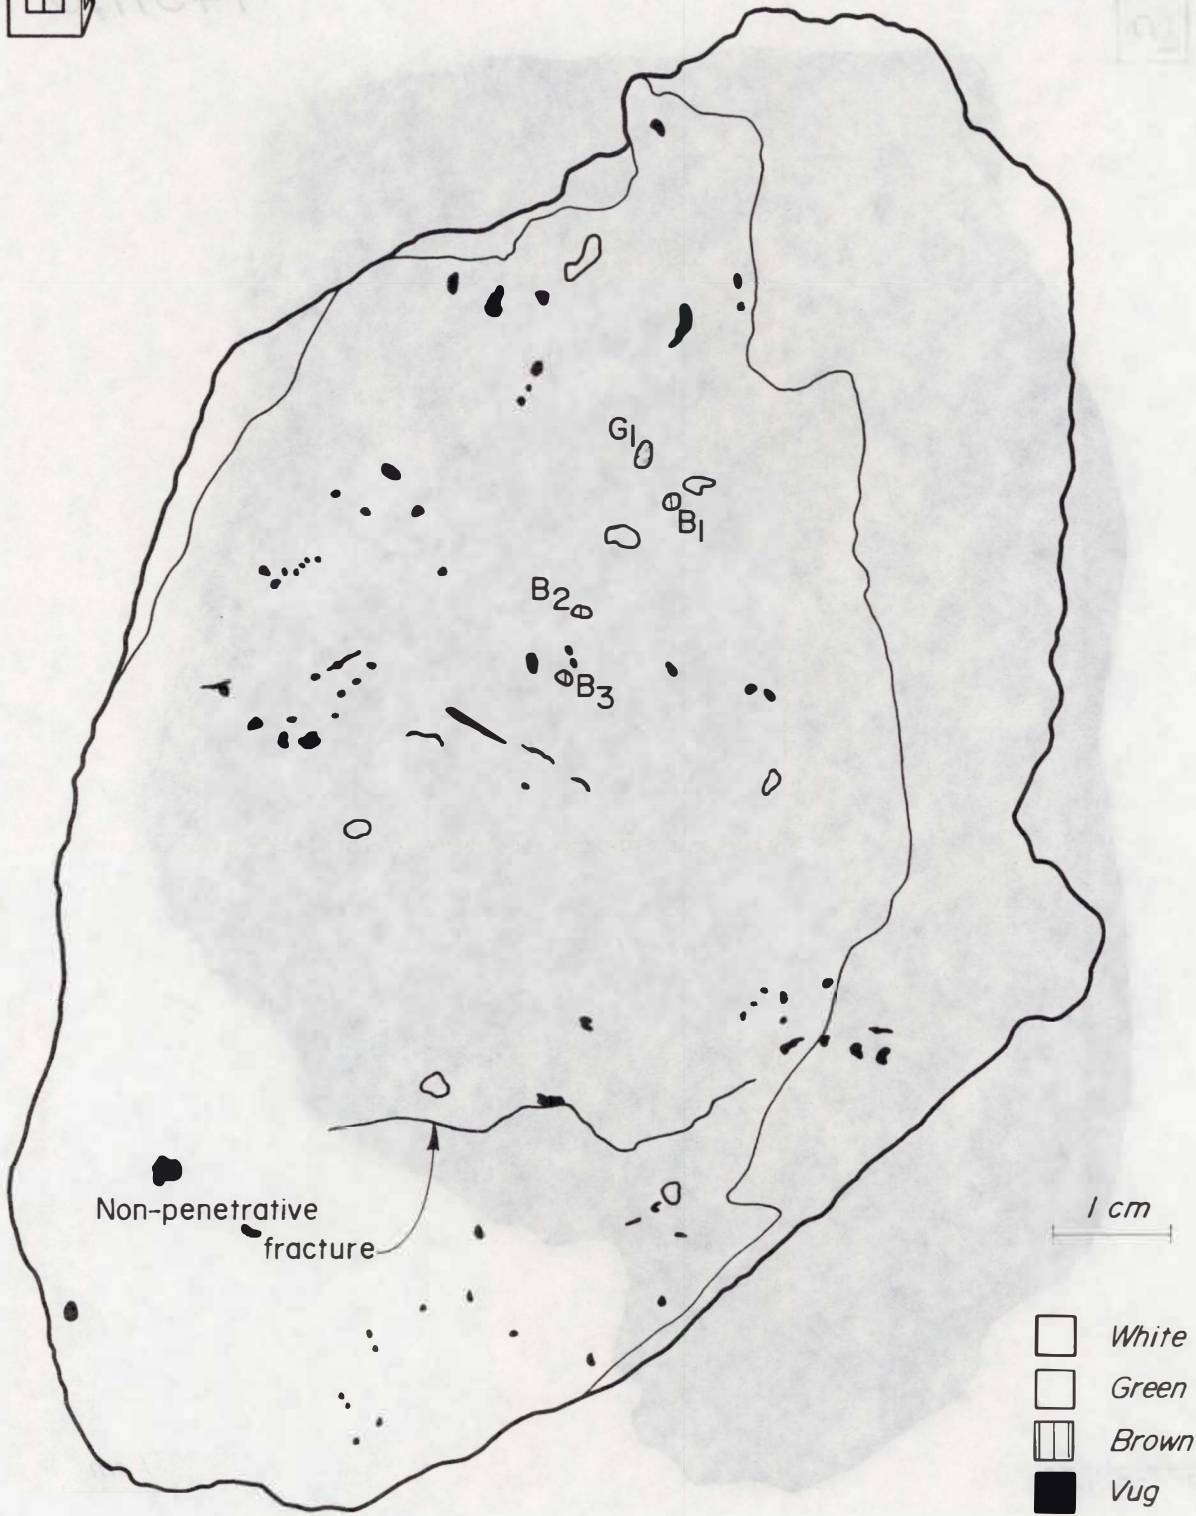 G1
B1
B2
B3
Non-penetrative
fracture
1 cm
White
Green
Brown
Vug